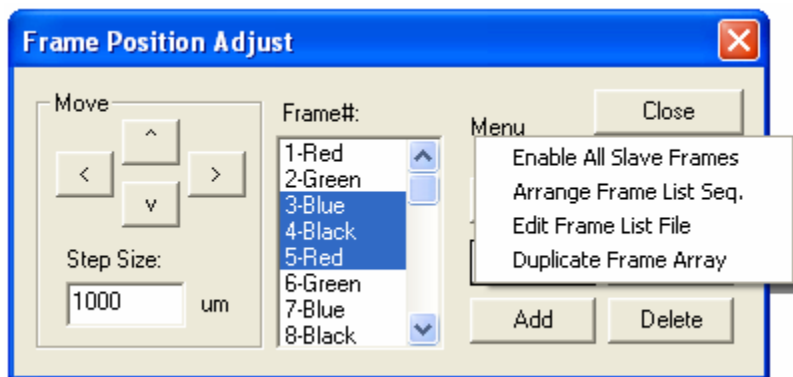 Frame Position Adjust
Move
^
<
>
v
Step Size:
1000 um
Frame#:
1-Red
2-Green
3-Blue
4-Black
5-Red
6-Green
7-Blue
8-Black
Menu
Close
Enable All Slave Frames
Arrange Frame List Seq.
Edit Frame List File
Duplicate Frame Array
Add
Delete